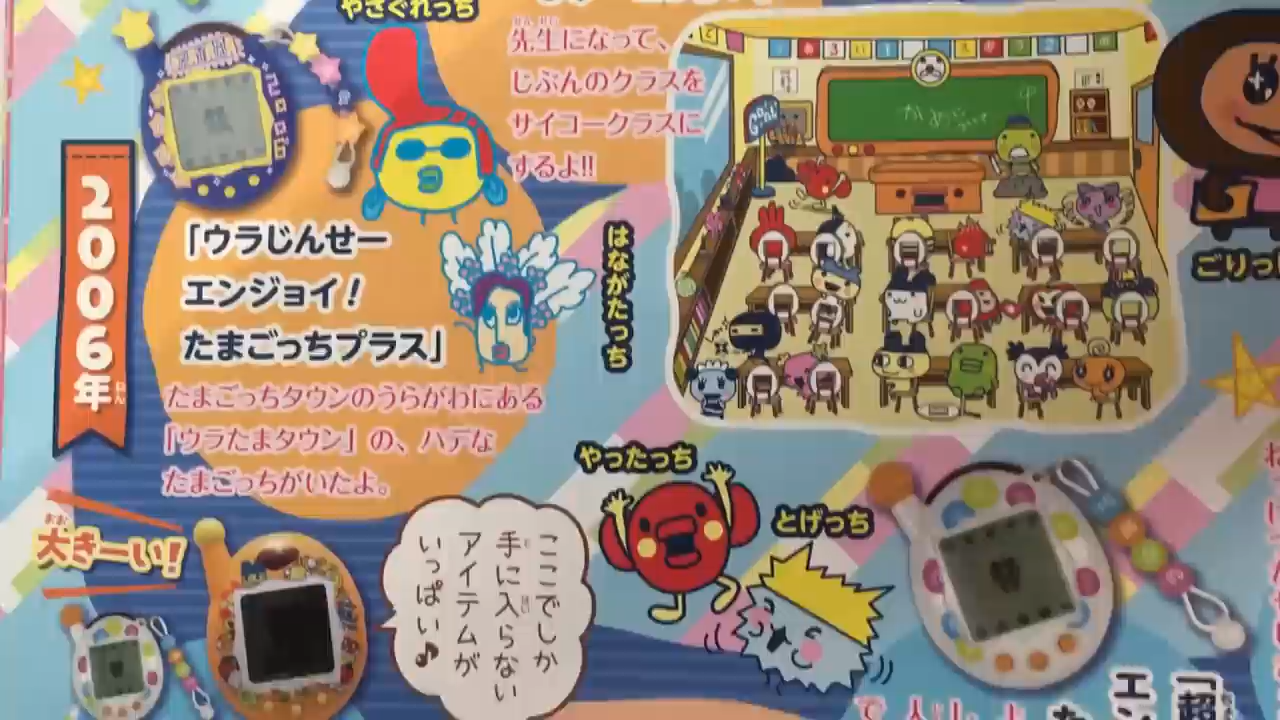 やさぐれっち
先生になって、
じぶんのクラスを
サイコークラスに
するよ!!
2006年
「ウラじんせー
エンジョイ!
たまごっちプラス」
たまごっちタウンのうらがわにある
「ウラたまタウン」の、ハデな
たまごっちがいたよ。
はながたっち
GOAL
大きーい!
ここでしか
手に入らない
アイテムが
いっぱい♪
やったっち
とげっち
ごりっ
「超
エン